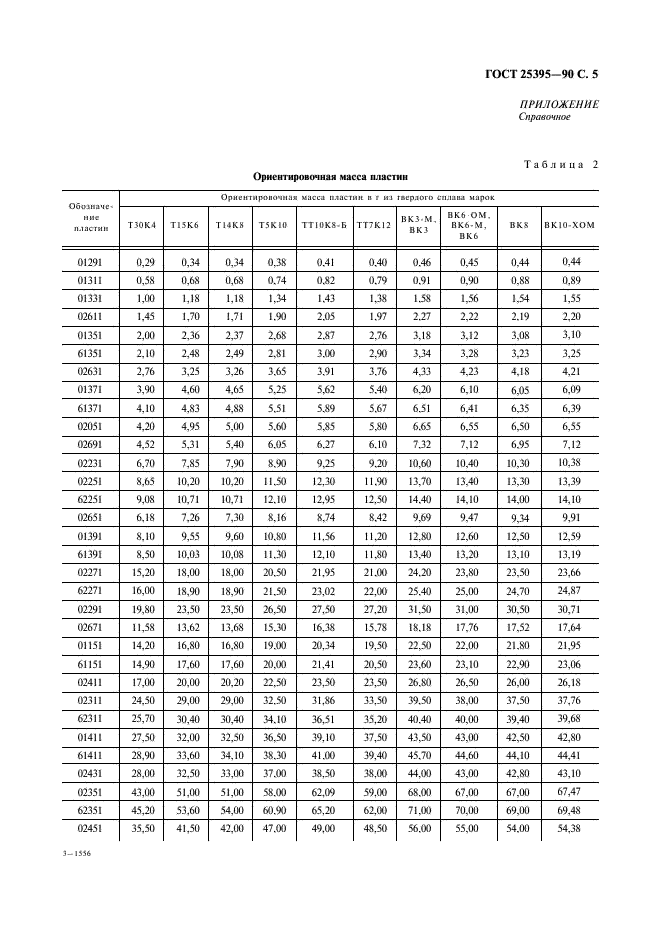 ГОСТ 25395—90 С. 5
ПРИЛОЖЕНИЕ
Справочное
Таблица 2
Ориентировочная масса пластин
Обозначе-
ние
пластин
Ориентировочная масса пластин в г из твердого сплава марок
Т30К4 Т15К6 Т14К8 Т5К10 ТТ10К8-Б ТТ7К12 ВК3-М, ВК3 ВК6 ОМ, ВК6-М, ВК6 ВК8 ВК10-ХОМ
01291 0,29 0,34 0,34 0,38 0,41 0,40 0,46 0,45 0,44 0,44
01311 0,58 0,68 0,68 0,74 0,82 0,79 0,91 0,90 0,88 0,89
01331 1,00 1,18 1,18 1,34 1,43 1,38 1,58 1,56 1,54 1,55
02611 1,45 1,70 1,71 1,90 2,05 1,97 2,27 2,22 2,19 2,20
01351 2,00 2,36 2,37 2,68 2,87 2,76 3,18 3,12 3,08 3,10
61351 2,10 2,48 2,49 2,81 3,00 2,90 3,34 3,28 3,23 3,25
02631 2,76 3,25 3,26 3,65 3,91 3,76 4,33 4,23 4,18 4,21
01371 3,90 4,60 4,65 5,25 5,62 5,40 6,20 6,10 6,05 6,09
61371 4,10 4,83 4,88 5,51 5,89 5,67 6,51 6,41 6,35 6,39
02051 4,20 4,95 5,00 5,60 5,85 5,80 6,65 6,55 6,50 6,55
02691 4,52 5,31 5,40 6,05 6,27 6,10 7,32 7,12 6,95 7,12
02231 6,70 7,85 7,90 8,90 9,25 9,20 10,60 10,40 10,30 10,38
02251 8,65 10,20 10,20 11,50 12,30 11,90 13,70 13,40 13,30 13,39
62251 9,08 10,71 10,71 12,10 12,95 12,50 14,40 14,10 14,00 14,10
02651 6,18 7,26 7,30 8,16 8,74 8,42 9,69 9,47 9,34 9,91
01391 8,10 9,55 9,60 10,80 11,56 11,20 12,80 12,60 12,50 12,59
61391 8,50 10,03 10,08 11,30 12,10 11,80 13,40 13,20 13,10 13,19
02271 15,20 18,00 18,00 20,50 21,95 21,00 24,20 23,80 23,50 23,66
62271 16,00 18,90 18,90 21,50 23,02 22,00 25,40 25,00 24,70 24,87
02291 19,80 23,50 23,50 26,50 27,50 27,20 31,50 31,00 30,50 30,71
02671 11,58 13,62 13,68 15,30 16,38 15,78 18,18 17,76 17,52 17,64
01151 14,20 16,80 16,80 19,00 20,34 19,50 22,50 22,00 21,80 21,95
61151 14,90 17,60 17,60 20,00 21,41 20,50 23,60 23,10 22,90 23,06
02411 17,00 20,00 20,20 22,50 23,50 23,50 26,80 26,50 26,00 26,18
02311 24,50 29,00 29,00 32,50 31,86 33,50 39,50 38,00 37,50 37,76
62311 25,70 30,40 30,40 34,10 36,51 35,20 40,40 40,00 39,40 39,68
01411 27,50 32,00 32,50 36,50 39,10 37,50 43,50 43,00 42,50 42,80
61411 28,90 33,60 34,10 38,30 41,00 39,40 45,70 44,60 44,10 44,41
02431 28,00 32,50 33,00 37,00 38,50 38,00 44,00 43,00 42,80 43,10
02351 43,00 51,00 51,00 58,00 62,09 59,00 68,00 67,00 67,00 67,47
62351 45,20 53,60 54,00 60,90 65,20 62,00 71,00 70,00 69,00 69,48
02451 35,50 41,50 42,00 47,00 49,00 48,50 56,00 55,00 54,00 54,38
3—1556